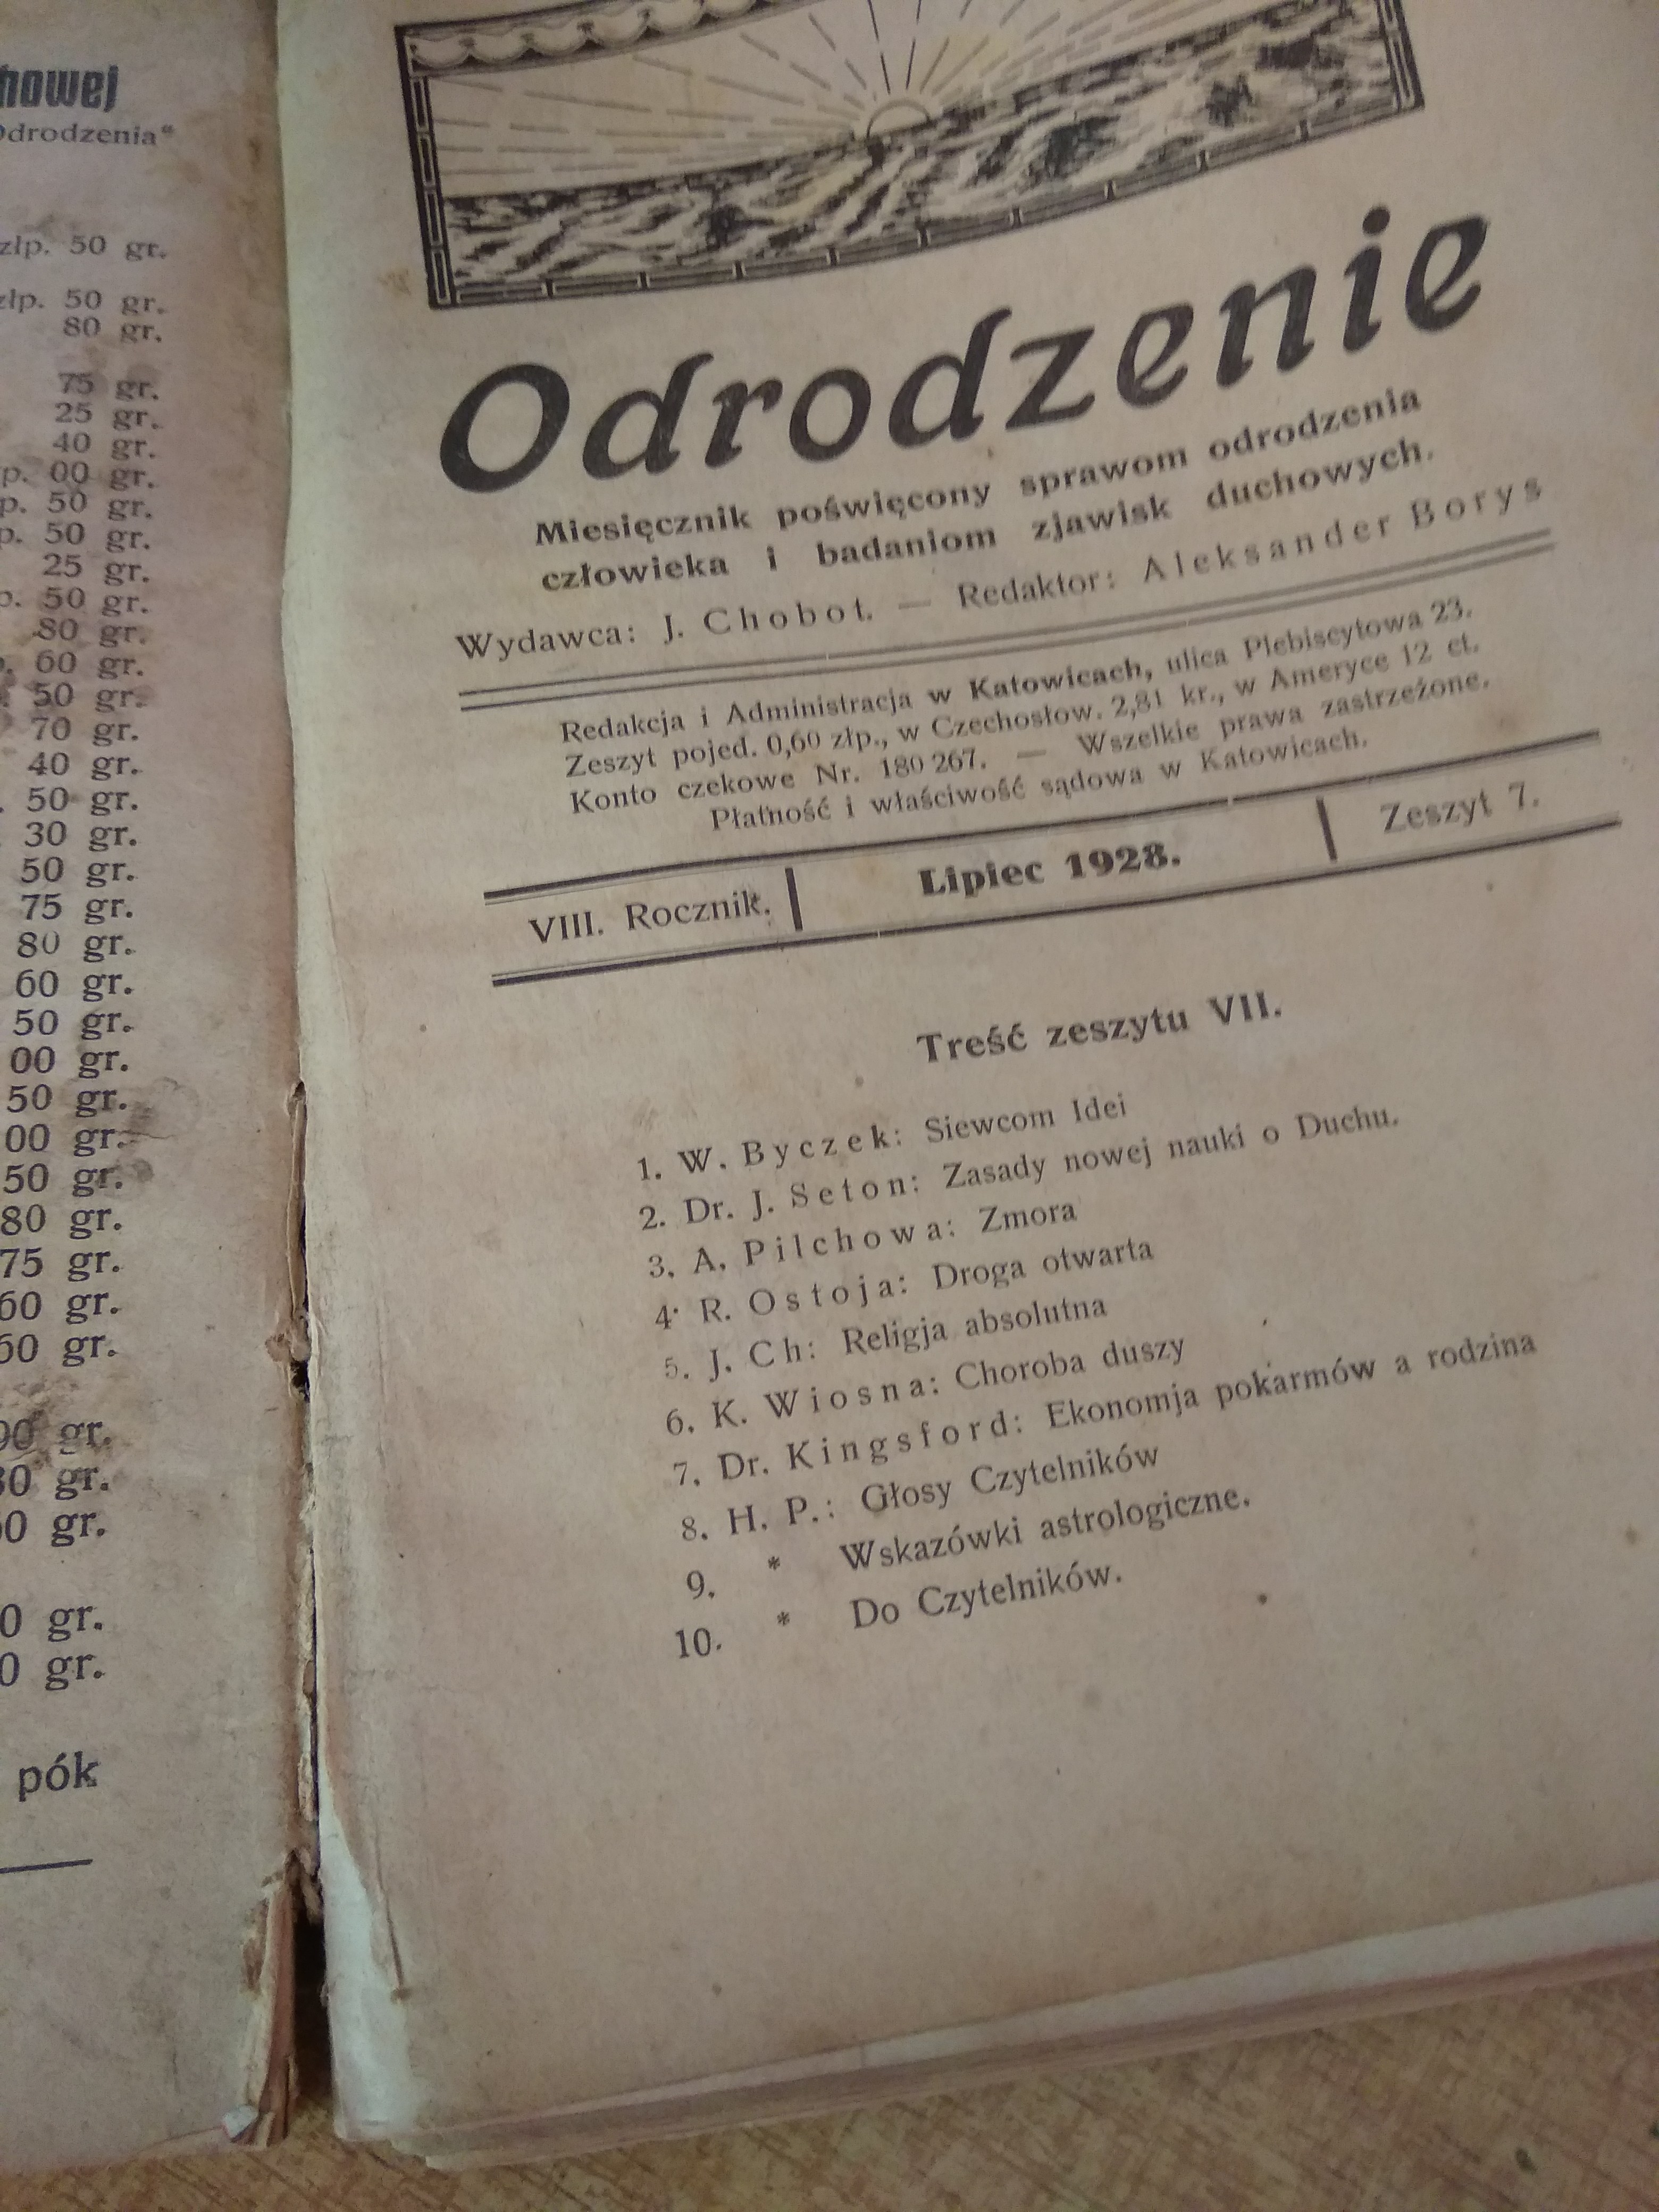 howej
Odrodzenia"
złp. 50 gr.
złp. 50 gr.
80 gr.
75 gr.
25 gr.
40 gr.
p. 00 gr.
p. 50 gr.
p. 50 gr.
25 gr.
p. 50 gr.
80 gr.
60 gr.
50 gr.
70 gr.
40 gr.
50 gr.
30 gr.
50 gr.
75 gr.
80 gr.
60 gr.
50 gr.
00 gr.
50 gr.
00 gr.
50 gr.
80 gr.
75 gr.
60 gr.
60 gr.
00 gr.
30 gr.
0 gr.
0 gr.
0 gr.
pók
Odrodzenie
Miesięcznik poświęcony sprawom odrodzenia
człowieka i badaniom zjawisk duchowych.
Wydawca: J. Chobot. — Redaktor: Aleksander Borys
Redakcja i Administracja w Katowicach, ulica Plebiscytowa 23.
Zeszyt pojed. 0,60 złp., w Czechosłow. 2,81 kr., w Ameryce 12 ct.
Konto czekowe Nr. 180 267. — Wszelkie prawa zastrzeżone.
Płatność i właściwość sądowa w Katowicach.
VIII. Rocznik. Lipiec 1928. Zeszyt 7.
Treść zeszytu VII.
1. W. Byczek: Siewcom Idei
2. Dr. J. Seton: Zasady nowej nauki o Duchu.
3. A. Pilchowa: Zmora
4. R. Ostoja: Droga otwarta
5. J. Ch: Religja absolutna
6. K. Wiosna: Choroba duszy
7. Dr. Kingsford: Ekonomja pokarmów a rodzina
8. H. P.: Głosy Czytelników
9. * Wskazówki astrologiczne.
10. * Do Czytelników.